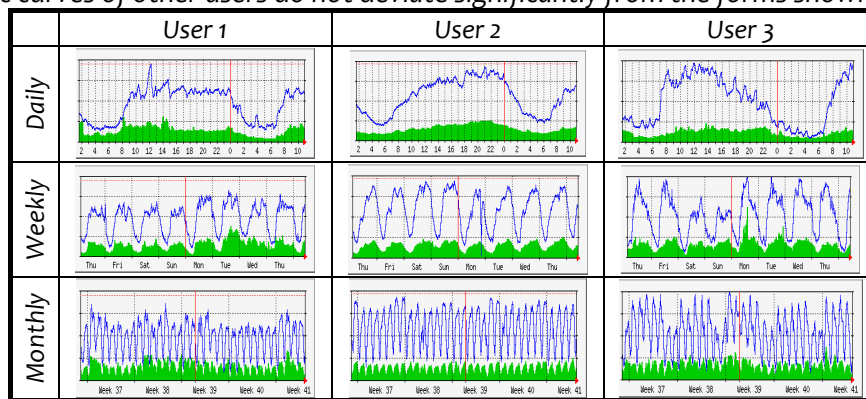 e curves of other users do not deviate significantly from the forms shown
User 1 User 2 User 3
Daily
2 4 6 8 10 12 14 16 18 20 22 0 2 4 6 8 10
2 4 6 8 10 12 14 16 18 20 22 0 2 4 6 8 10
2 4 6 8 10 12 14 16 18 20 22 0 2 4 6 8 10
Weekly
Thu Fri Sat Sun Mon Tue Wed Thu
Thu Fri Sat Sun Mon Tue Wed Thu
Thu Fri Sat Sun Mon Tue Wed Thu
Monthly
Week 37 Week 38 Week 39 Week 40 Week 41
Week 37 Week 38 Week 39 Week 40 Week 41
Week 37 Week 38 Week 39 Week 40 Week 41